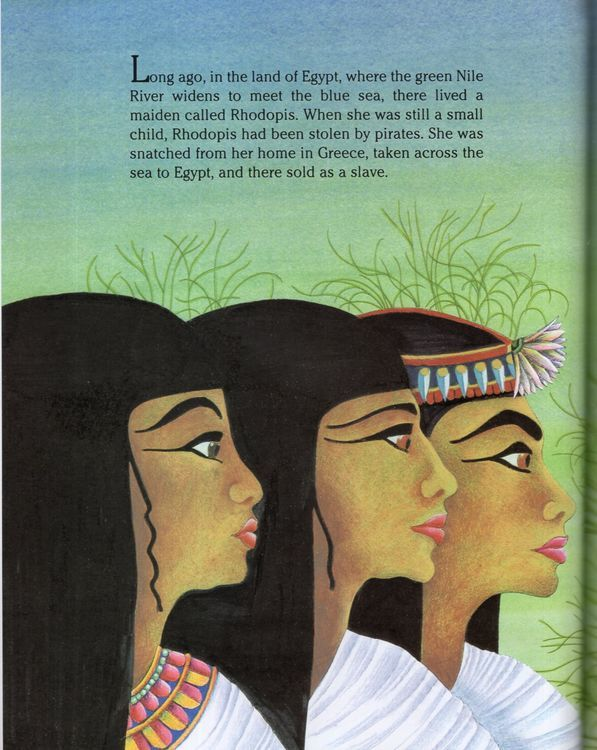 Long ago, in the land of Egypt, where the green Nile
River widens to meet the blue sea, there lived a
maiden called Rhodopis. When she was still a small
child, Rhodopis had been stolen by pirates. She was
snatched from her home in Greece, taken across the
sea to Egypt, and there sold as a slave.